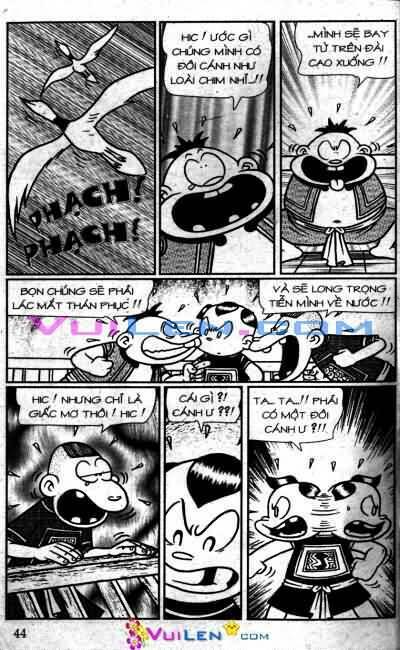 HIC ! ƯỚC GÌ
CHÚNG MÌNH CÓ
ĐÔI CÁNH NHƯ
LOÀI CHIM NHỈ..!!
..MÌNH SẼ BAY
TỪ TRÊN ĐÀI
CAO XUỐNG !!
PHẠCH!
PHẠCH!
BỌN CHÚNG SẼ PHẢI
LÁC MẮT THÁN PHỤC !!
VÀ SẼ LONG TRỌNG
TIỄN MÌNH VỀ NƯỚC !!
VUILEN.COM
HIC ! NHƯNG CHỈ LÀ
GIẤC MƠ THÔI ! HIC !
CÁI GÌ ?!
CÁNH Ư ??!
TA... TA..!! PHẢI
CÓ MỘT ĐÔI
CÁNH Ư ?!!
44
VUILEN.COM